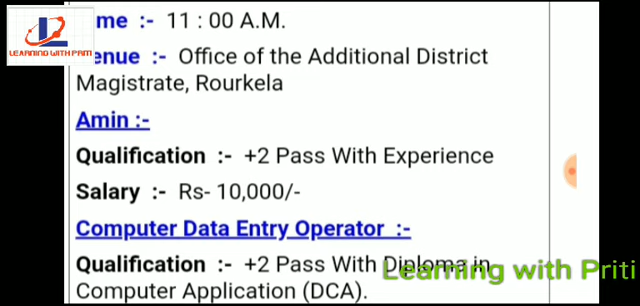 LEARNING WITH PRITI
me :- 11 : 00 A.M.
enue :- Office of the Additional District
Magistrate, Rourkela
Amin :-
Qualification :- +2 Pass With Experience
Salary :- Rs- 10,000/-
Computer Data Entry Operator :-
Qualification :- +2 Pass With Diploma in
Computer Application (DCA).
Learning with Priti